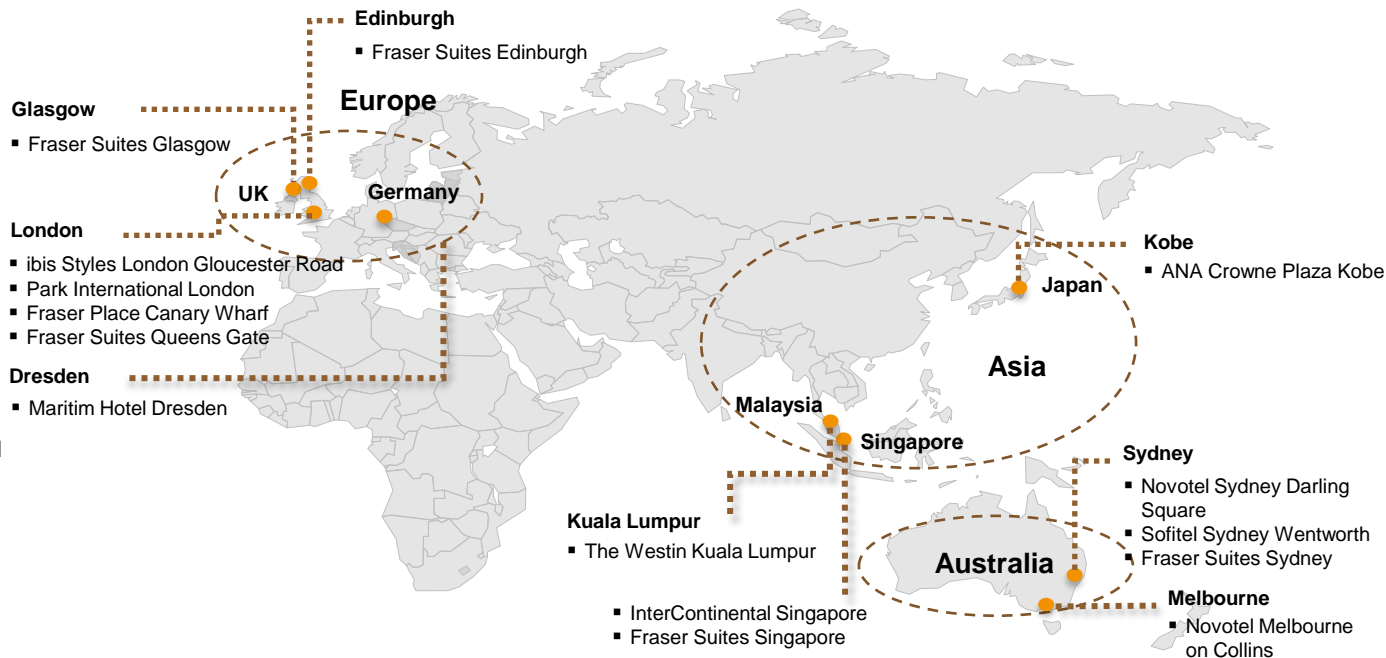 Edinburgh
▪ Fraser Suites Edinburgh
Europe
Glasgow
▪ Fraser Suites Glasgow
UK
Germany
London
▪ ibis Styles London Gloucester Road
▪ Park International London
▪ Fraser Place Canary Wharf
▪ Fraser Suites Queens Gate
Dresden
▪ Maritim Hotel Dresden
Kobe
▪ ANA Crowne Plaza Kobe
Japan
Asia
Malaysia
Singapore
Kuala Lumpur
▪ The Westin Kuala Lumpur
▪ InterContinental Singapore
▪ Fraser Suites Singapore
Sydney
▪ Novotel Sydney Darling
Square
▪ Sofitel Sydney Wentworth
▪ Fraser Suites Sydney
Australia
Melbourne
▪ Novotel Melbourne
on Collins